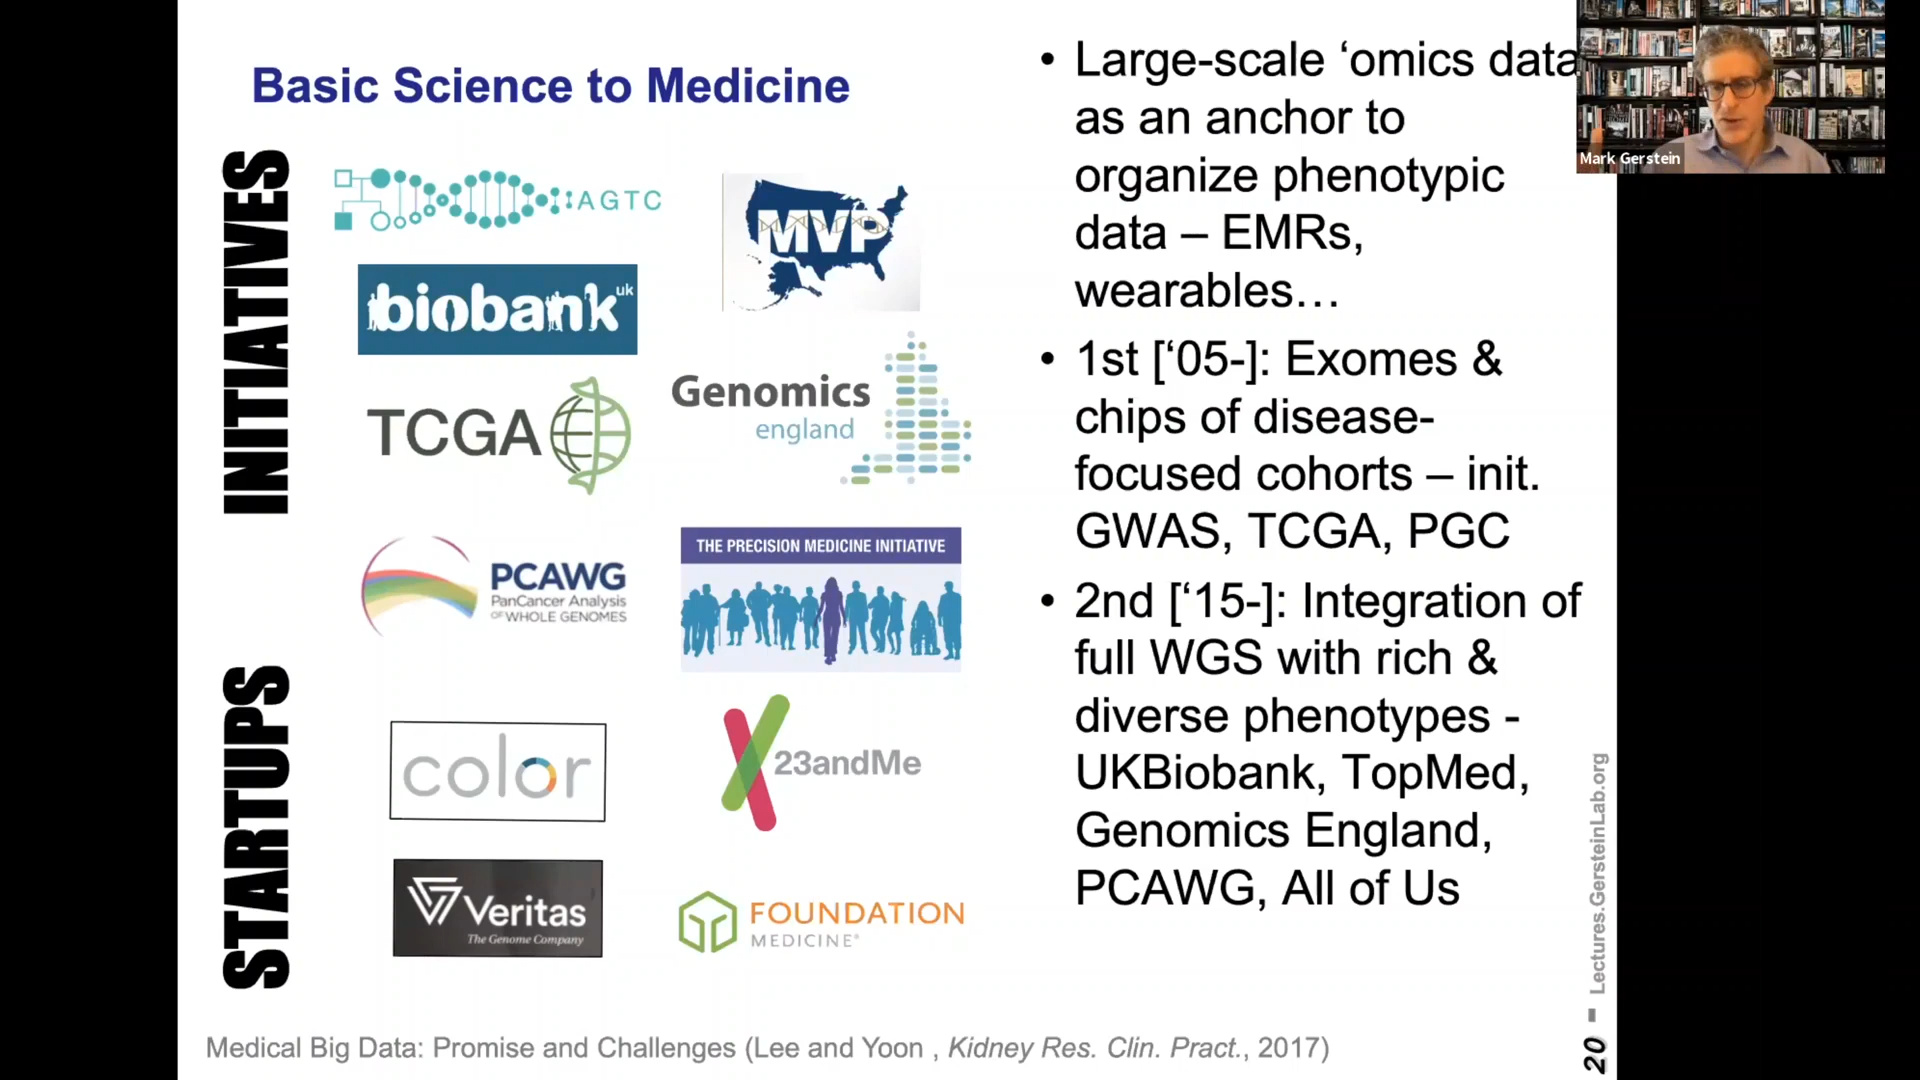 Basic Science to Medicine
INITIATIVES
AGTC
MVP
biobank uk
TCGA
Genomics
england
PCAWG
PanCancer Analysis
OF WHOLE GENOMES
THE PRECISION MEDICINE INITIATIVE
STARTUPS
color
23andMe
Veritas
The Genome Company
FOUNDATION
MEDICINE®
• Large-scale ‘omics data
as an anchor to
organize phenotypic
data – EMRs,
wearables…
• 1st [‘05-]: Exomes &
chips of disease-
focused cohorts – init.
GWAS, TCGA, PGC
• 2nd [‘15-]: Integration of
full WGS with rich &
diverse phenotypes -
UKBiobank, TopMed,
Genomics England,
PCAWG, All of Us
Mark Gerstein
20 - Lectures.GersteinLab.org
Medical Big Data: Promise and Challenges (Lee and Yoon , Kidney Res. Clin. Pract., 2017)